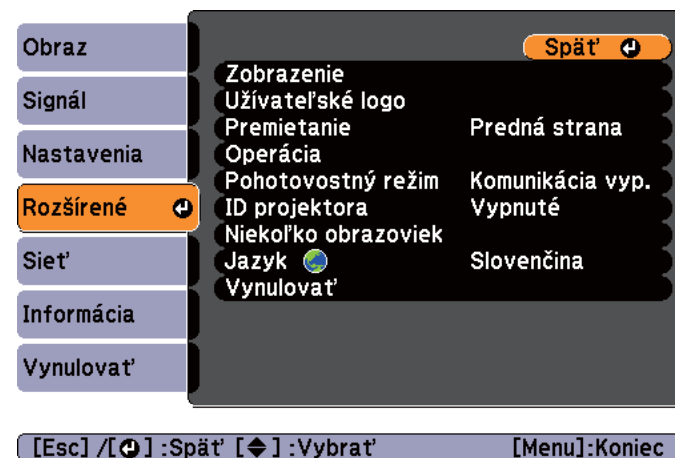 Obraz
Signál
Nastavenia
Rozšírené
Sieť
Informácia
Vynulovať
Späť
Zobrazenie
Užívateľské logo
Premietanie Predná strana
Operácia
Pohotovostný režim Komunikácia vyp.
ID projektora Vypnuté
Niekoľko obrazoviek
Jazyk Slovenčina
Vynulovať
[Esc] /[ ] :Späť [ ] :Vybrať [Menu]:Koniec